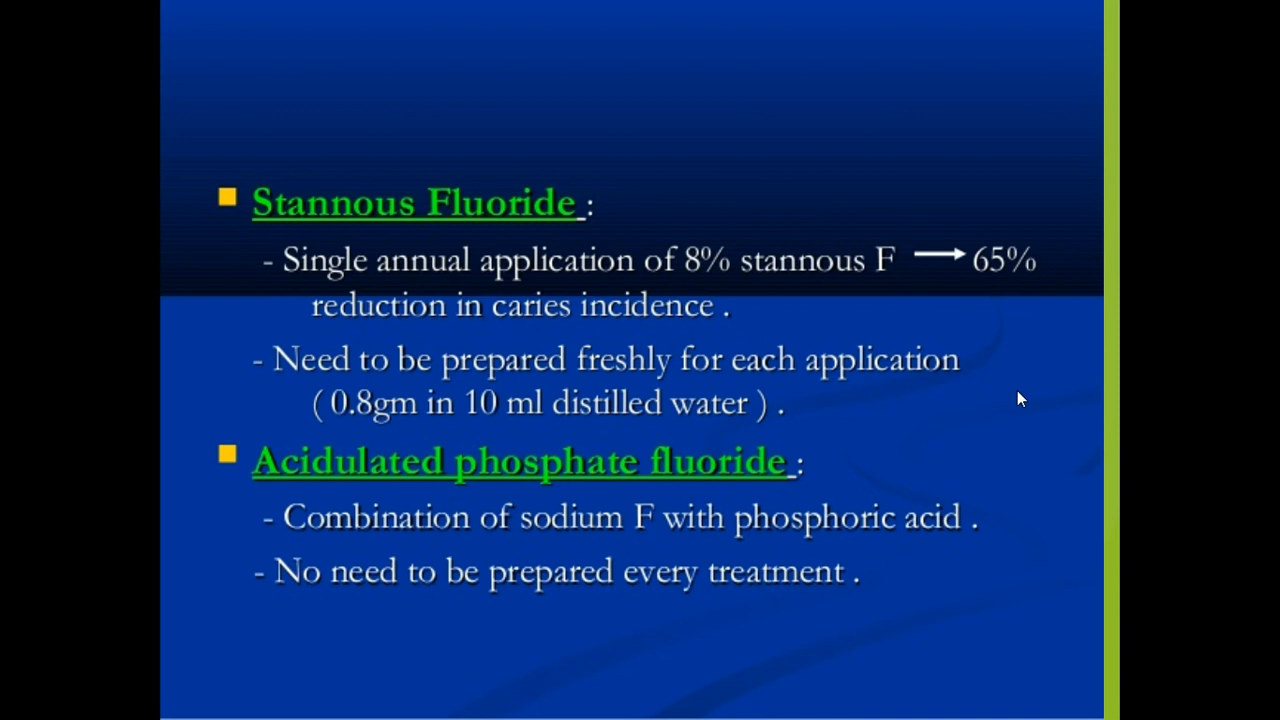 Stannous Fluoride :
- Single annual application of 8% stannous F → 65%
reduction in caries incidence .
- Need to be prepared freshly for each application
( 0.8gm in 10 ml distilled water ) .
Acidulated phosphate fluoride :
- Combination of sodium F with phosphoric acid .
- No need to be prepared every treatment .